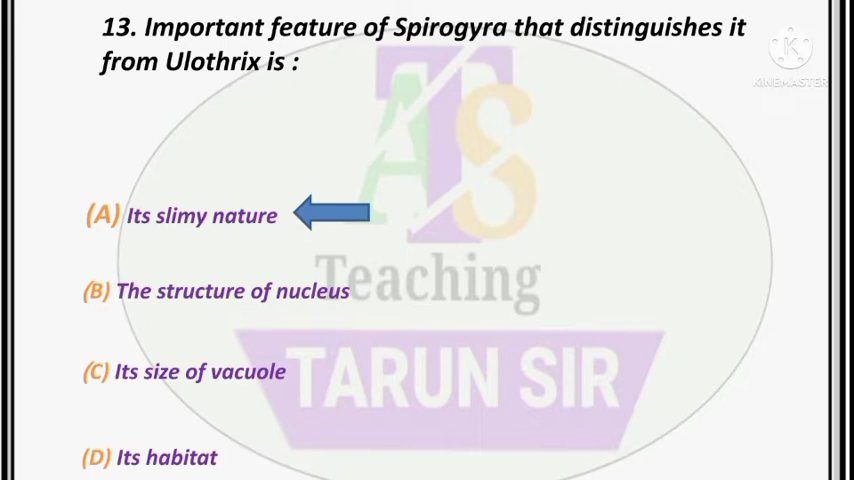 13. Important feature of Spirogyra that distinguishes it
from Ulothrix is :
K
KINEMASTER
ATS
(A) Its slimy nature
(B) The structure of nucleus
Teaching
(C) Its size of vacuole
TARUN SIR
(D) Its habitat